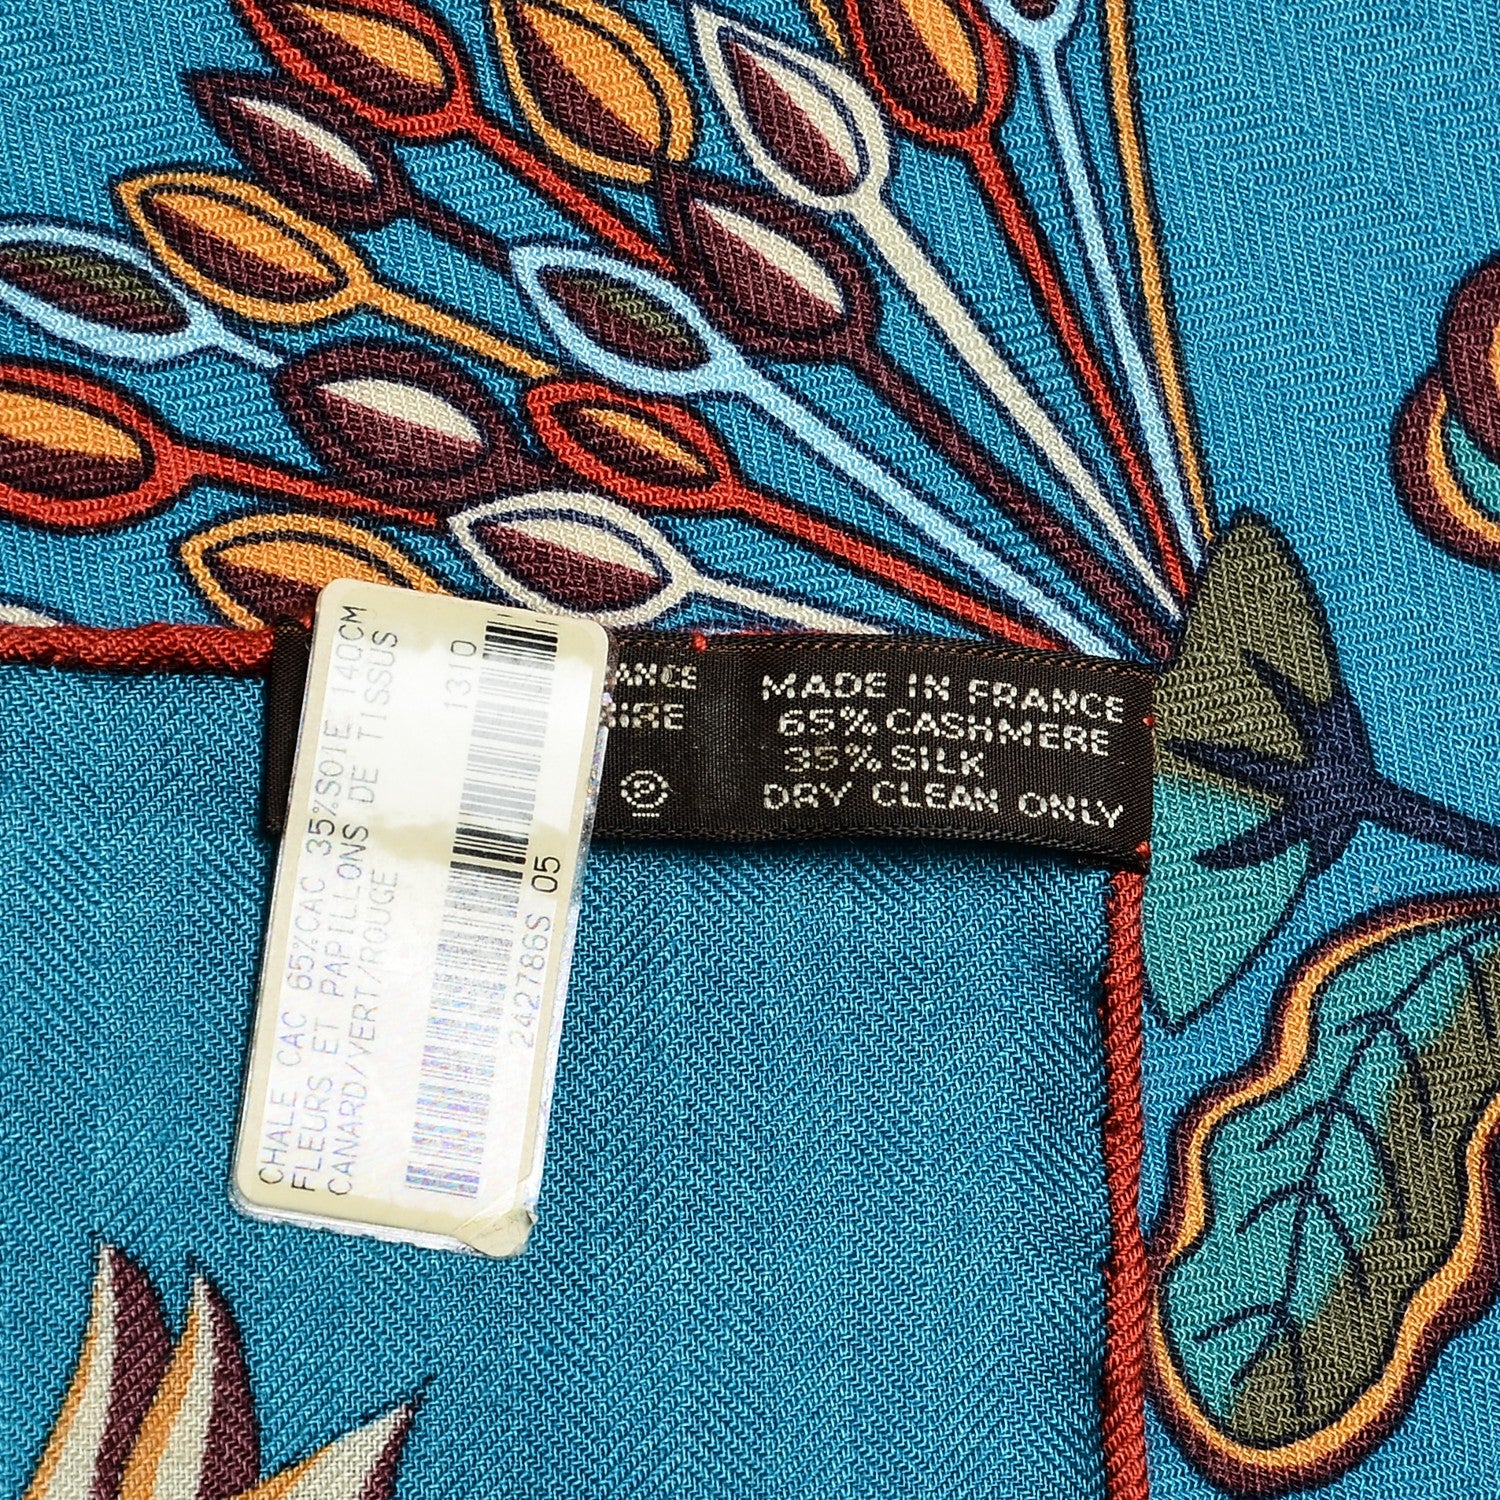 CHALE CAC 65%CAC 35%SOIE 140CM
FLEURS ET PAPILLONS DE TISSUS
CANARD/VERT/ROUGE 1310
242786S 05
MADE IN FRANCE
65% CASHMERE
35% SILK
DRY CLEAN ONLY
P